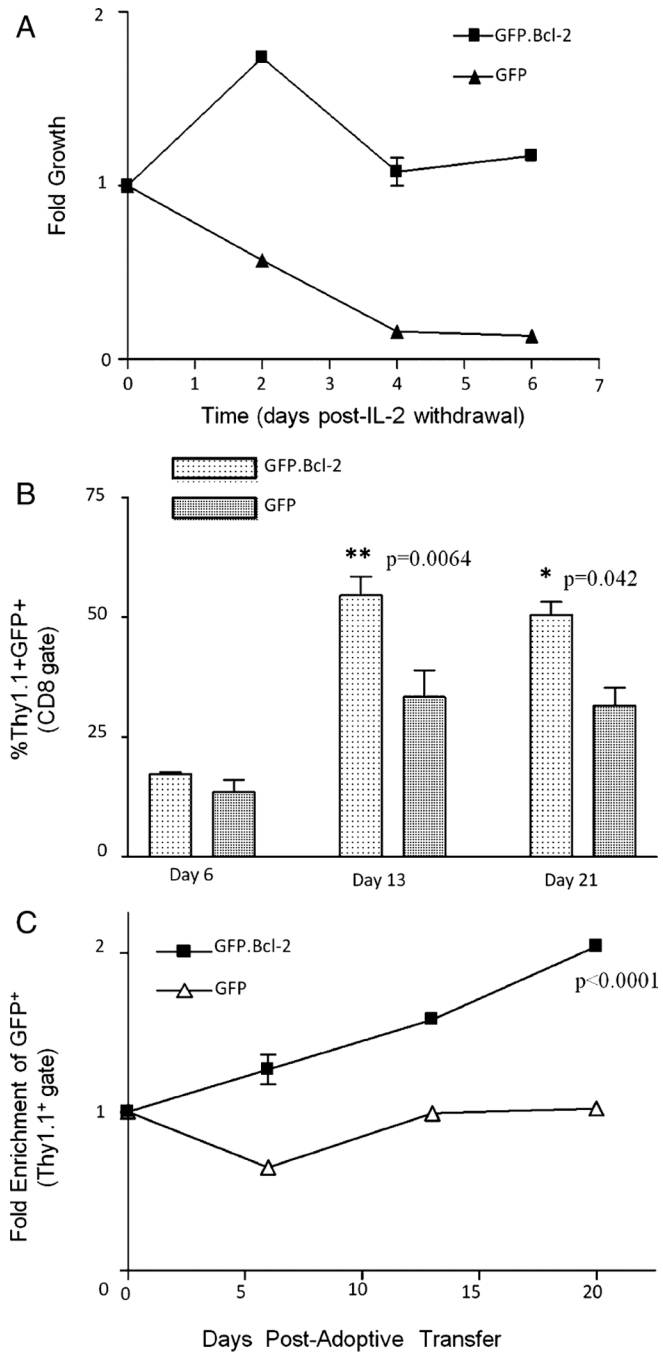 A
2
GFP.Bcl-2
GFP
Fold Growth
1
0
0 1 2 3 4 5 6 7
Time (days post-IL-2 withdrawal)
B
GFP.Bcl-2
GFP
75
** p=0.0064
* p=0.042
50
%Thy1.1+GFP+
(CD8 gate)
25
0
Day 6 Day 13 Day 21
C
2
GFP.Bcl-2
GFP
p<0.0001
Fold Enrichment of GFP+
(Thy1.1+ gate)
1
0
0 5 10 15 20
Days Post-Adoptive Transfer